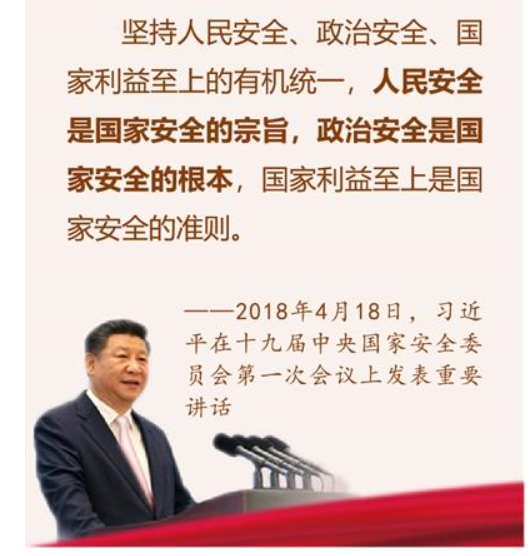 坚持人民安全、政治安全、国
家利益至上的有机统一，人民安全
是国家安全的宗旨，政治安全是国
家安全的根本，国家利益至上是国
家安全的准则。
——2018年4月18日，习近
平在十九届中央国家安全委
员会第一次会议上发表重要
讲话